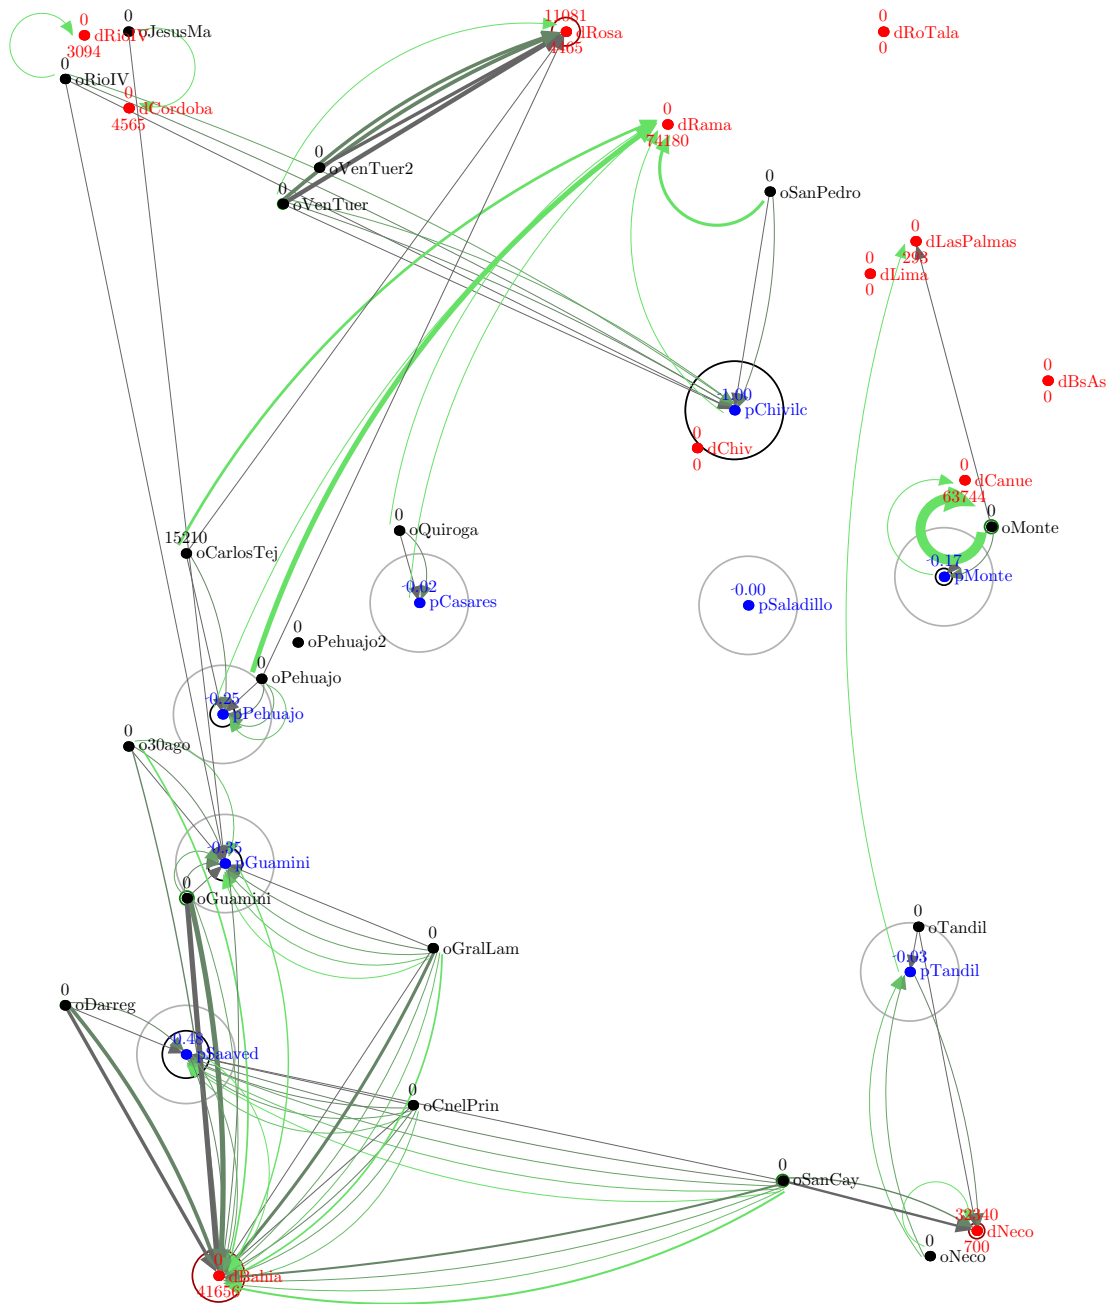 0
dRioIV
3094
0
oJesusMa
11081
dRosa
4465
0
dRoTala
0
0
oRioIV
0
dCordoba
4565
0
dRama
74180
0
oVenTuer2
0
oVenTuer
0
oSanPedro
0
dLasPalmas
293
0
dLima
0
0
dBsAs
0
-1.00
pChivilc
0
dChiv
0
0
dCanue
63744
0
oMonte
15210
oCarlosTej
0
oQuiroga
-0.17
pMonte
-0.02
pCasares
-0.00
pSaladillo
0
oPehuajo2
0
oPehuajo
-0.25
pPehuajo
0
o30ago
-0.35
pGuamini
0
oGuamini
0
oGralLam
0
oTandil
-0.03
pTandil
0
oDarreg
pSaaved
0
oCnelPrin
0
oSanCay
32340
dNeco
700
0
oNeco
0
dBahia
41656